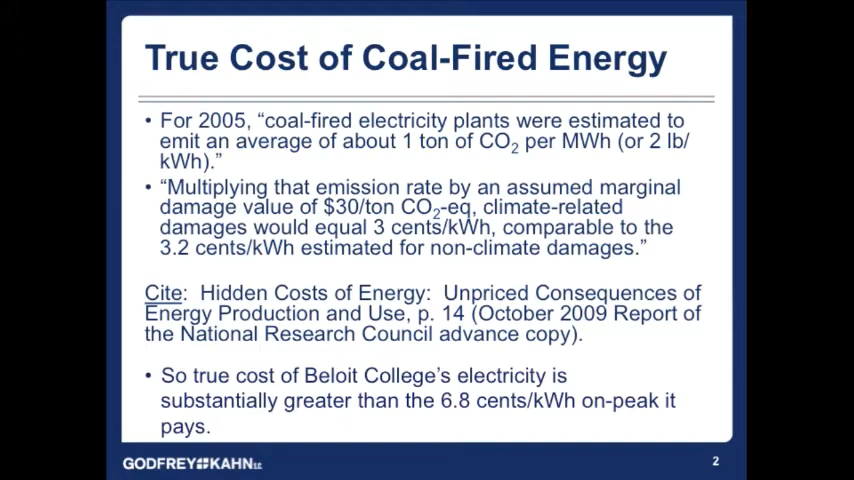 True Cost of Coal-Fired Energy
• For 2005, “coal-fired electricity plants were estimated to
emit an average of about 1 ton of CO2 per MWh (or 2 lb/
kWh).”
• “Multiplying that emission rate by an assumed marginal
damage value of $30/ton CO2-eq, climate-related
damages would equal 3 cents/kWh, comparable to the
3.2 cents/kWh estimated for non-climate damages.”
Cite: Hidden Costs of Energy: Unpriced Consequences of
Energy Production and Use, p. 14 (October 2009 Report of
the National Research Council advance copy).
• So true cost of Beloit College’s electricity is
substantially greater than the 6.8 cents/kWh on-peak it
pays.
GODFREY KAHN S.C.
2